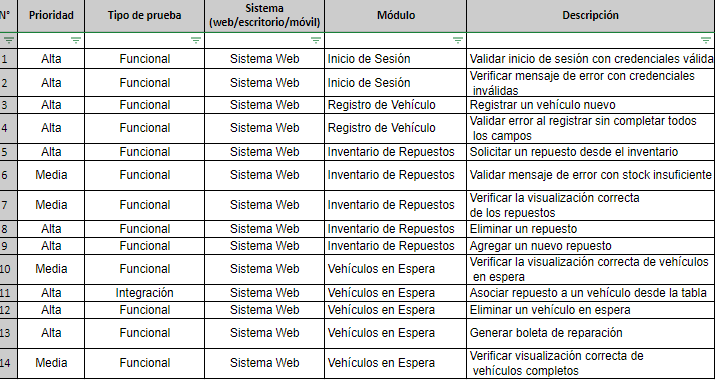 N° Prioridad Tipo de prueba Sistema (web/escritorio/móvil) Módulo Descripción
1 Alta Funcional Sistema Web Inicio de Sesión Validar inicio de sesión con credenciales válida
2 Alta Funcional Sistema Web Inicio de Sesión Verificar mensaje de error con credenciales
inválidas
3 Alta Funcional Sistema Web Registro de Vehículo Registrar un vehículo nuevo
4 Alta Funcional Sistema Web Registro de Vehículo Validar error al registrar sin completar todos
los campos
5 Alta Funcional Sistema Web Inventario de Repuestos Solicitar un repuesto desde el inventario
6 Media Funcional Sistema Web Inventario de Repuestos Validar mensaje de error con stock insuficiente
7 Media Funcional Sistema Web Inventario de Repuestos Verificar la visualización correcta
de los repuestos
8 Alta Funcional Sistema Web Inventario de Repuestos Eliminar un repuesto
9 Alta Funcional Sistema Web Inventario de Repuestos Agregar un nuevo repuesto
10 Media Funcional Sistema Web Vehículos en Espera Verificar la visualización correcta de vehículos
en espera
11 Alta Integración Sistema Web Vehículos en Espera Asociar repuesto a un vehículo desde la tabla
12 Alta Funcional Sistema Web Vehículos en Espera Eliminar un vehículo en espera
13 Alta Funcional Sistema Web Vehículos en Espera Generar boleta de reparación
14 Media Funcional Sistema Web Vehículos en Espera Verificar visualización correcta de
vehículos completos